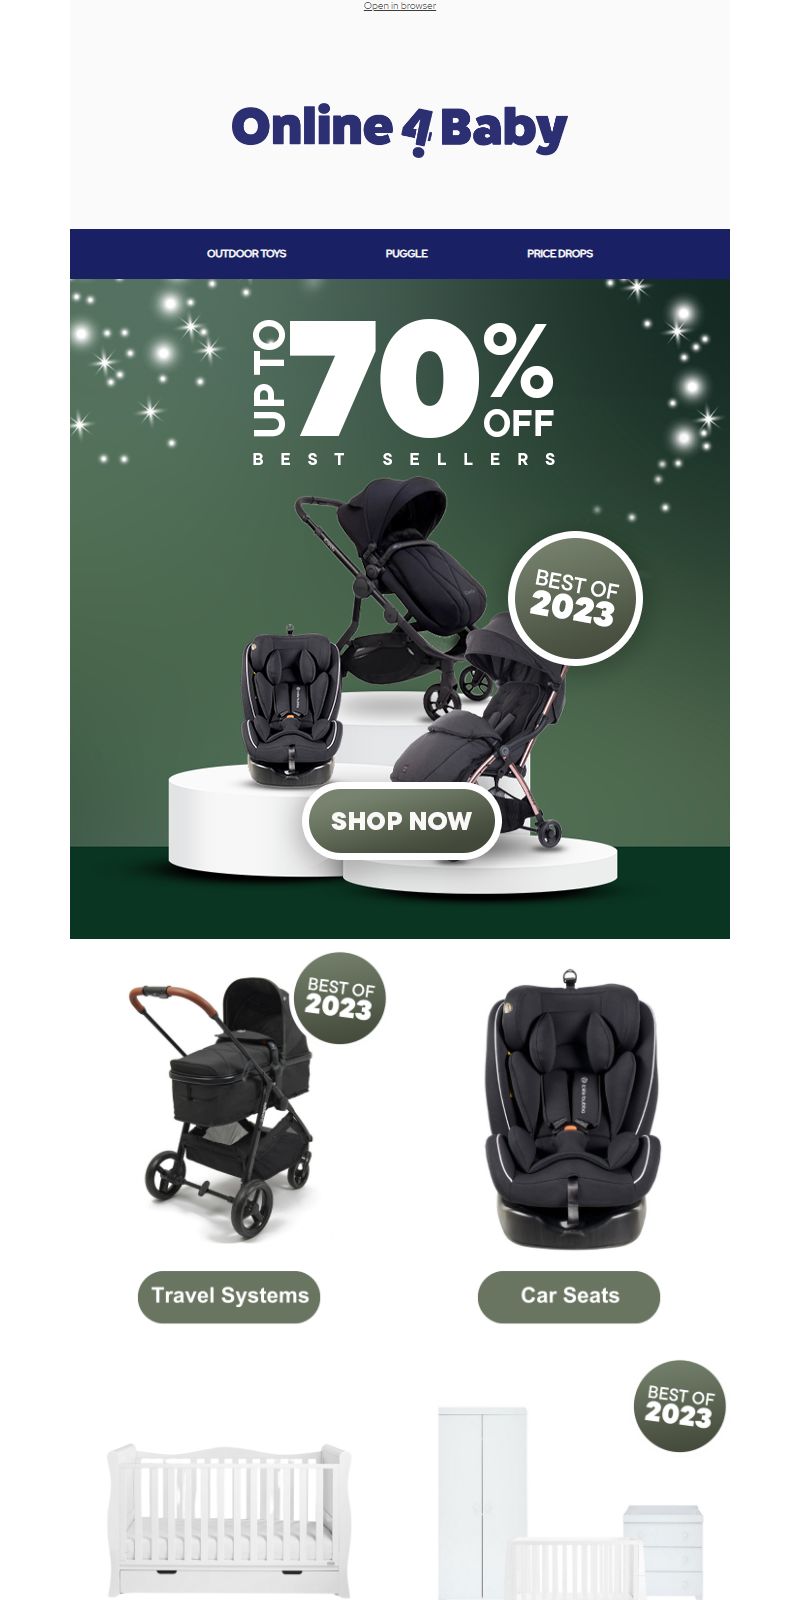 Open in browser
Online 4 Baby
OUTDOOR TOYS PUGGLE PRICE DROPS
UP TO 70% OFF
BEST SELLERS
BEST OF
2023
SHOP NOW
BEST OF
2023
Travel Systems Car Seats
BEST OF
2023